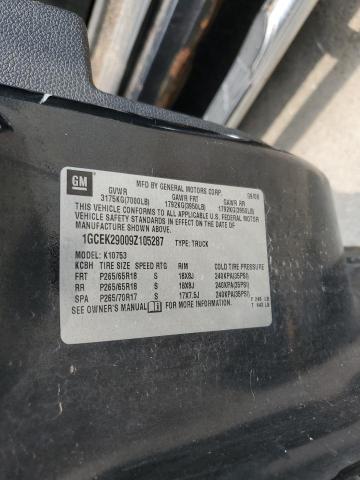 GM
MFD BY GENERAL MOTORS CORP. 09/08
GVWR GAWR FRT GAWR RR
3175KG(7000LB) 1792KG(3950LB) 1792KG(3950LB)
THIS VEHICLE CONFORMS TO ALL APPLICABLE U.S. FEDERAL MOTOR
VEHICLE SAFETY STANDARDS IN EFFECT ON THE DATE OF
MANUFACTURE SHOWN ABOVE.
1GCEK29009Z105287 TYPE: TRUCK
MODEL: K10753
KCBH TIRE SIZE SPEED RTG RIM COLD TIRE PRESSURE
FRT P265/65R18 S 18X8J 240KPA(35PSI)
RR P265/65R18 S 18X8J 240KPA(35PSI)
SPA P265/70R17 S 17X7.5J 240KPA(35PSI)
SEE OWNER'S MANUAL FOR MORE INFORMATION.